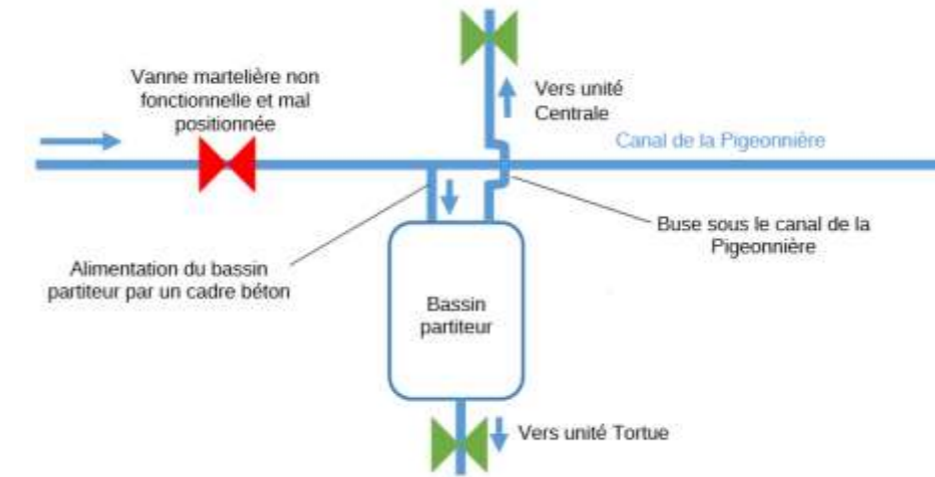 Vanne martelière non
fonctionnelle et mal
positionnée
Vers unité
Centrale
Canal de la Pigeonnière
Buse sous le canal de la
Pigeonnière
Alimentation du bassin
partiteur par un cadre béton
Bassin
partiteur
Vers unité Tortue